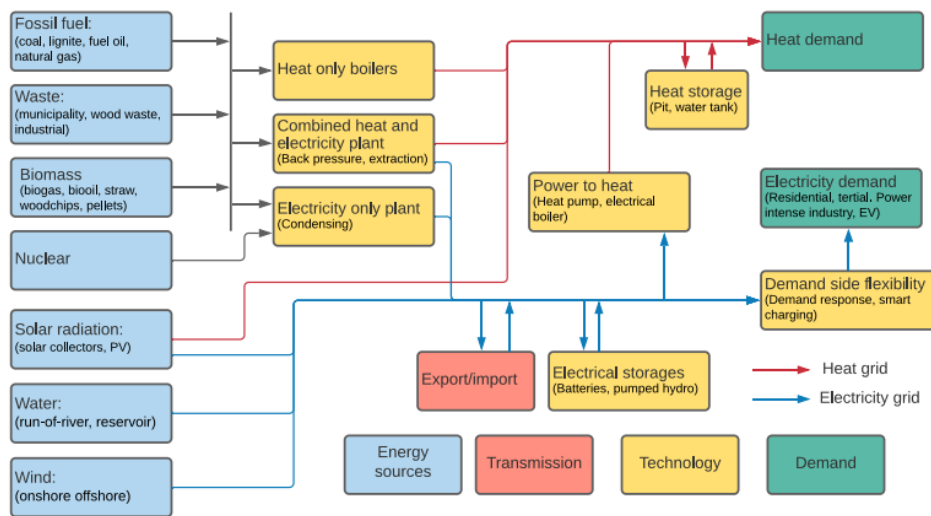 Fossil fuel:
(coal, lignite, fuel oil,
natural gas)
Waste:
(municipality, wood waste,
industrial)
Biomass
(biogas, biooil, straw,
woodchips, pellets)
Nuclear
Solar radiation:
(solar collectors, PV)
Water:
(run-of-river, reservoir)
Wind:
(onshore offshore)
Heat only boilers
Combined heat and
electricity plant
(Back pressure, extraction)
Electricity only plant
(Condensing)
Power to heat
(Heat pump, electrical
boiler)
Heat storage
(Pit, water tank)
Heat demand
Electricity demand
(Residential, tertial. Power
intense industry, EV)
Demand side flexibility
(Demand response, smart
charging)
Export/import
Electrical storages
(Batteries, pumped hydro)
Heat grid
Electricity grid
Energy
sources
Transmission
Technology
Demand